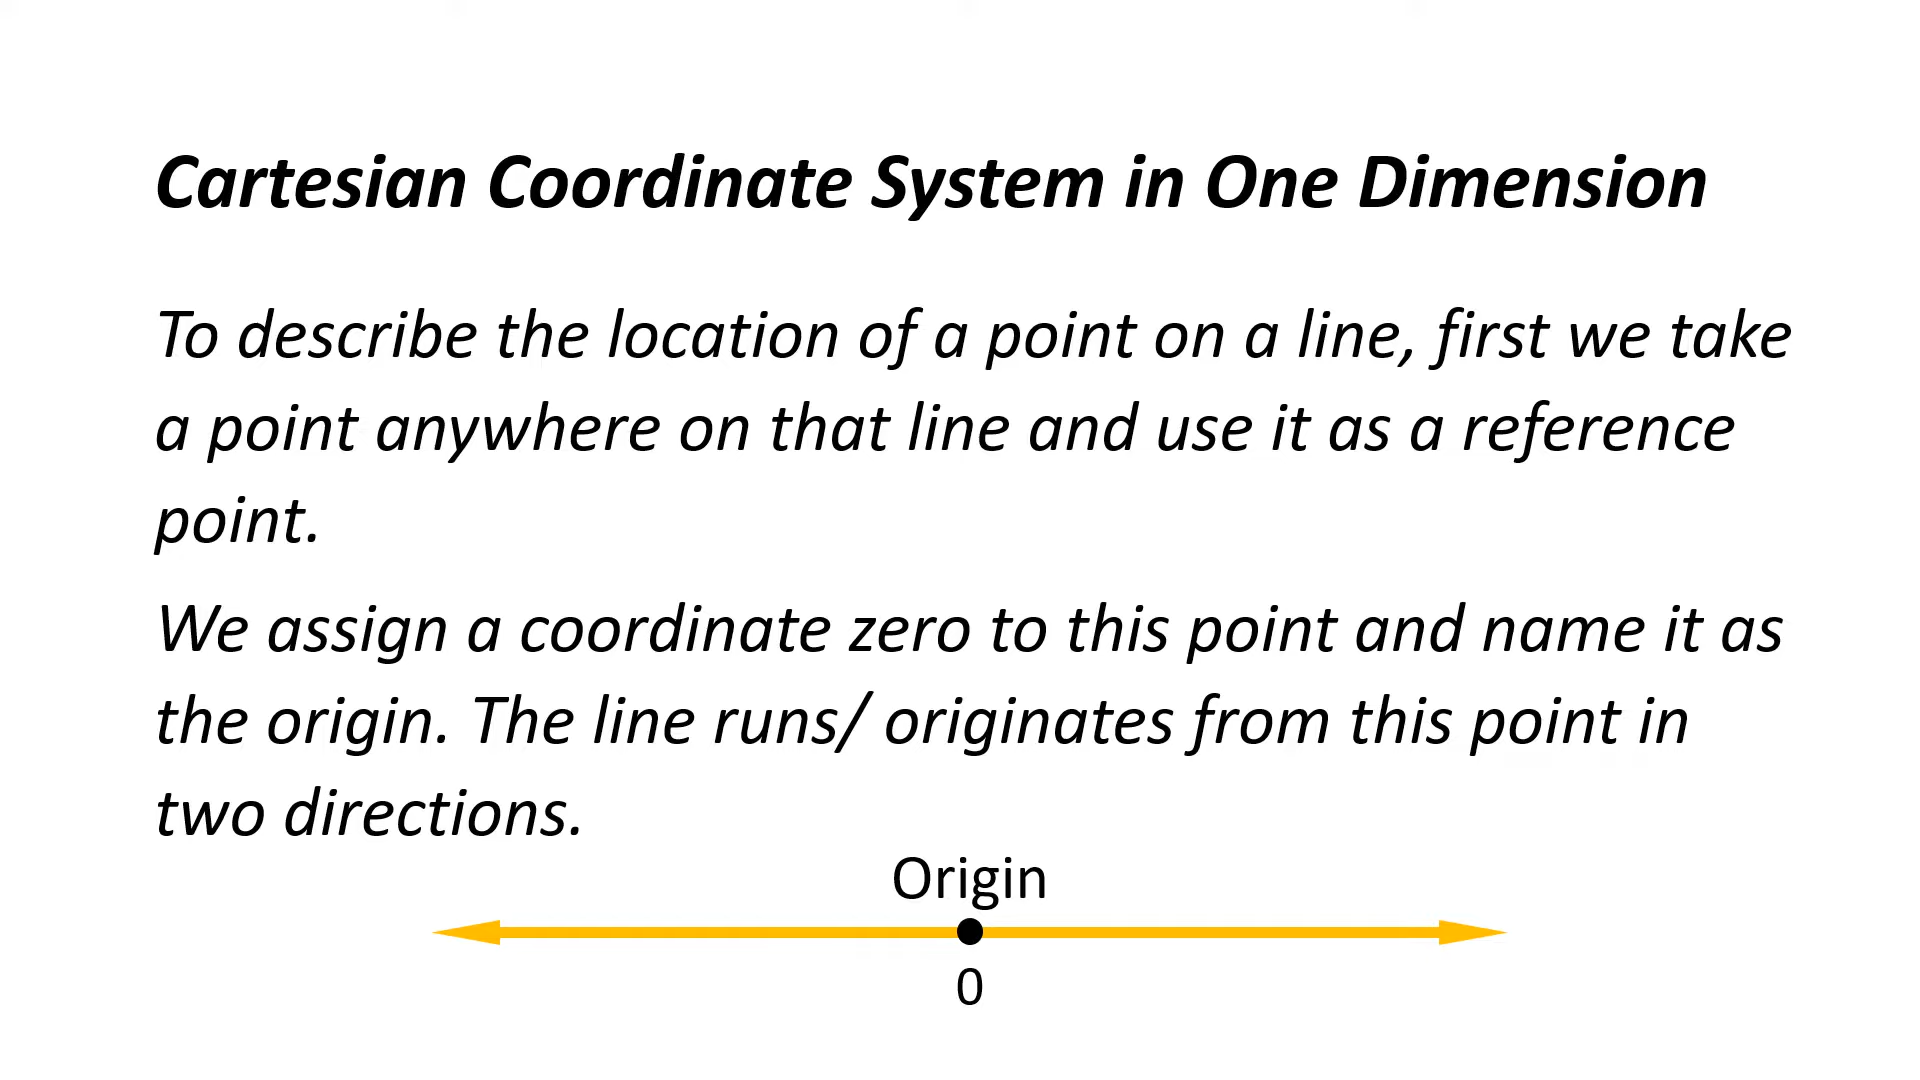 Cartesian Coordinate System in One Dimension
To describe the location of a point on a line, first we take
a point anywhere on that line and use it as a reference
point.
We assign a coordinate zero to this point and name it as
the origin. The line runs/ originates from this point in
two directions.
Origin
0